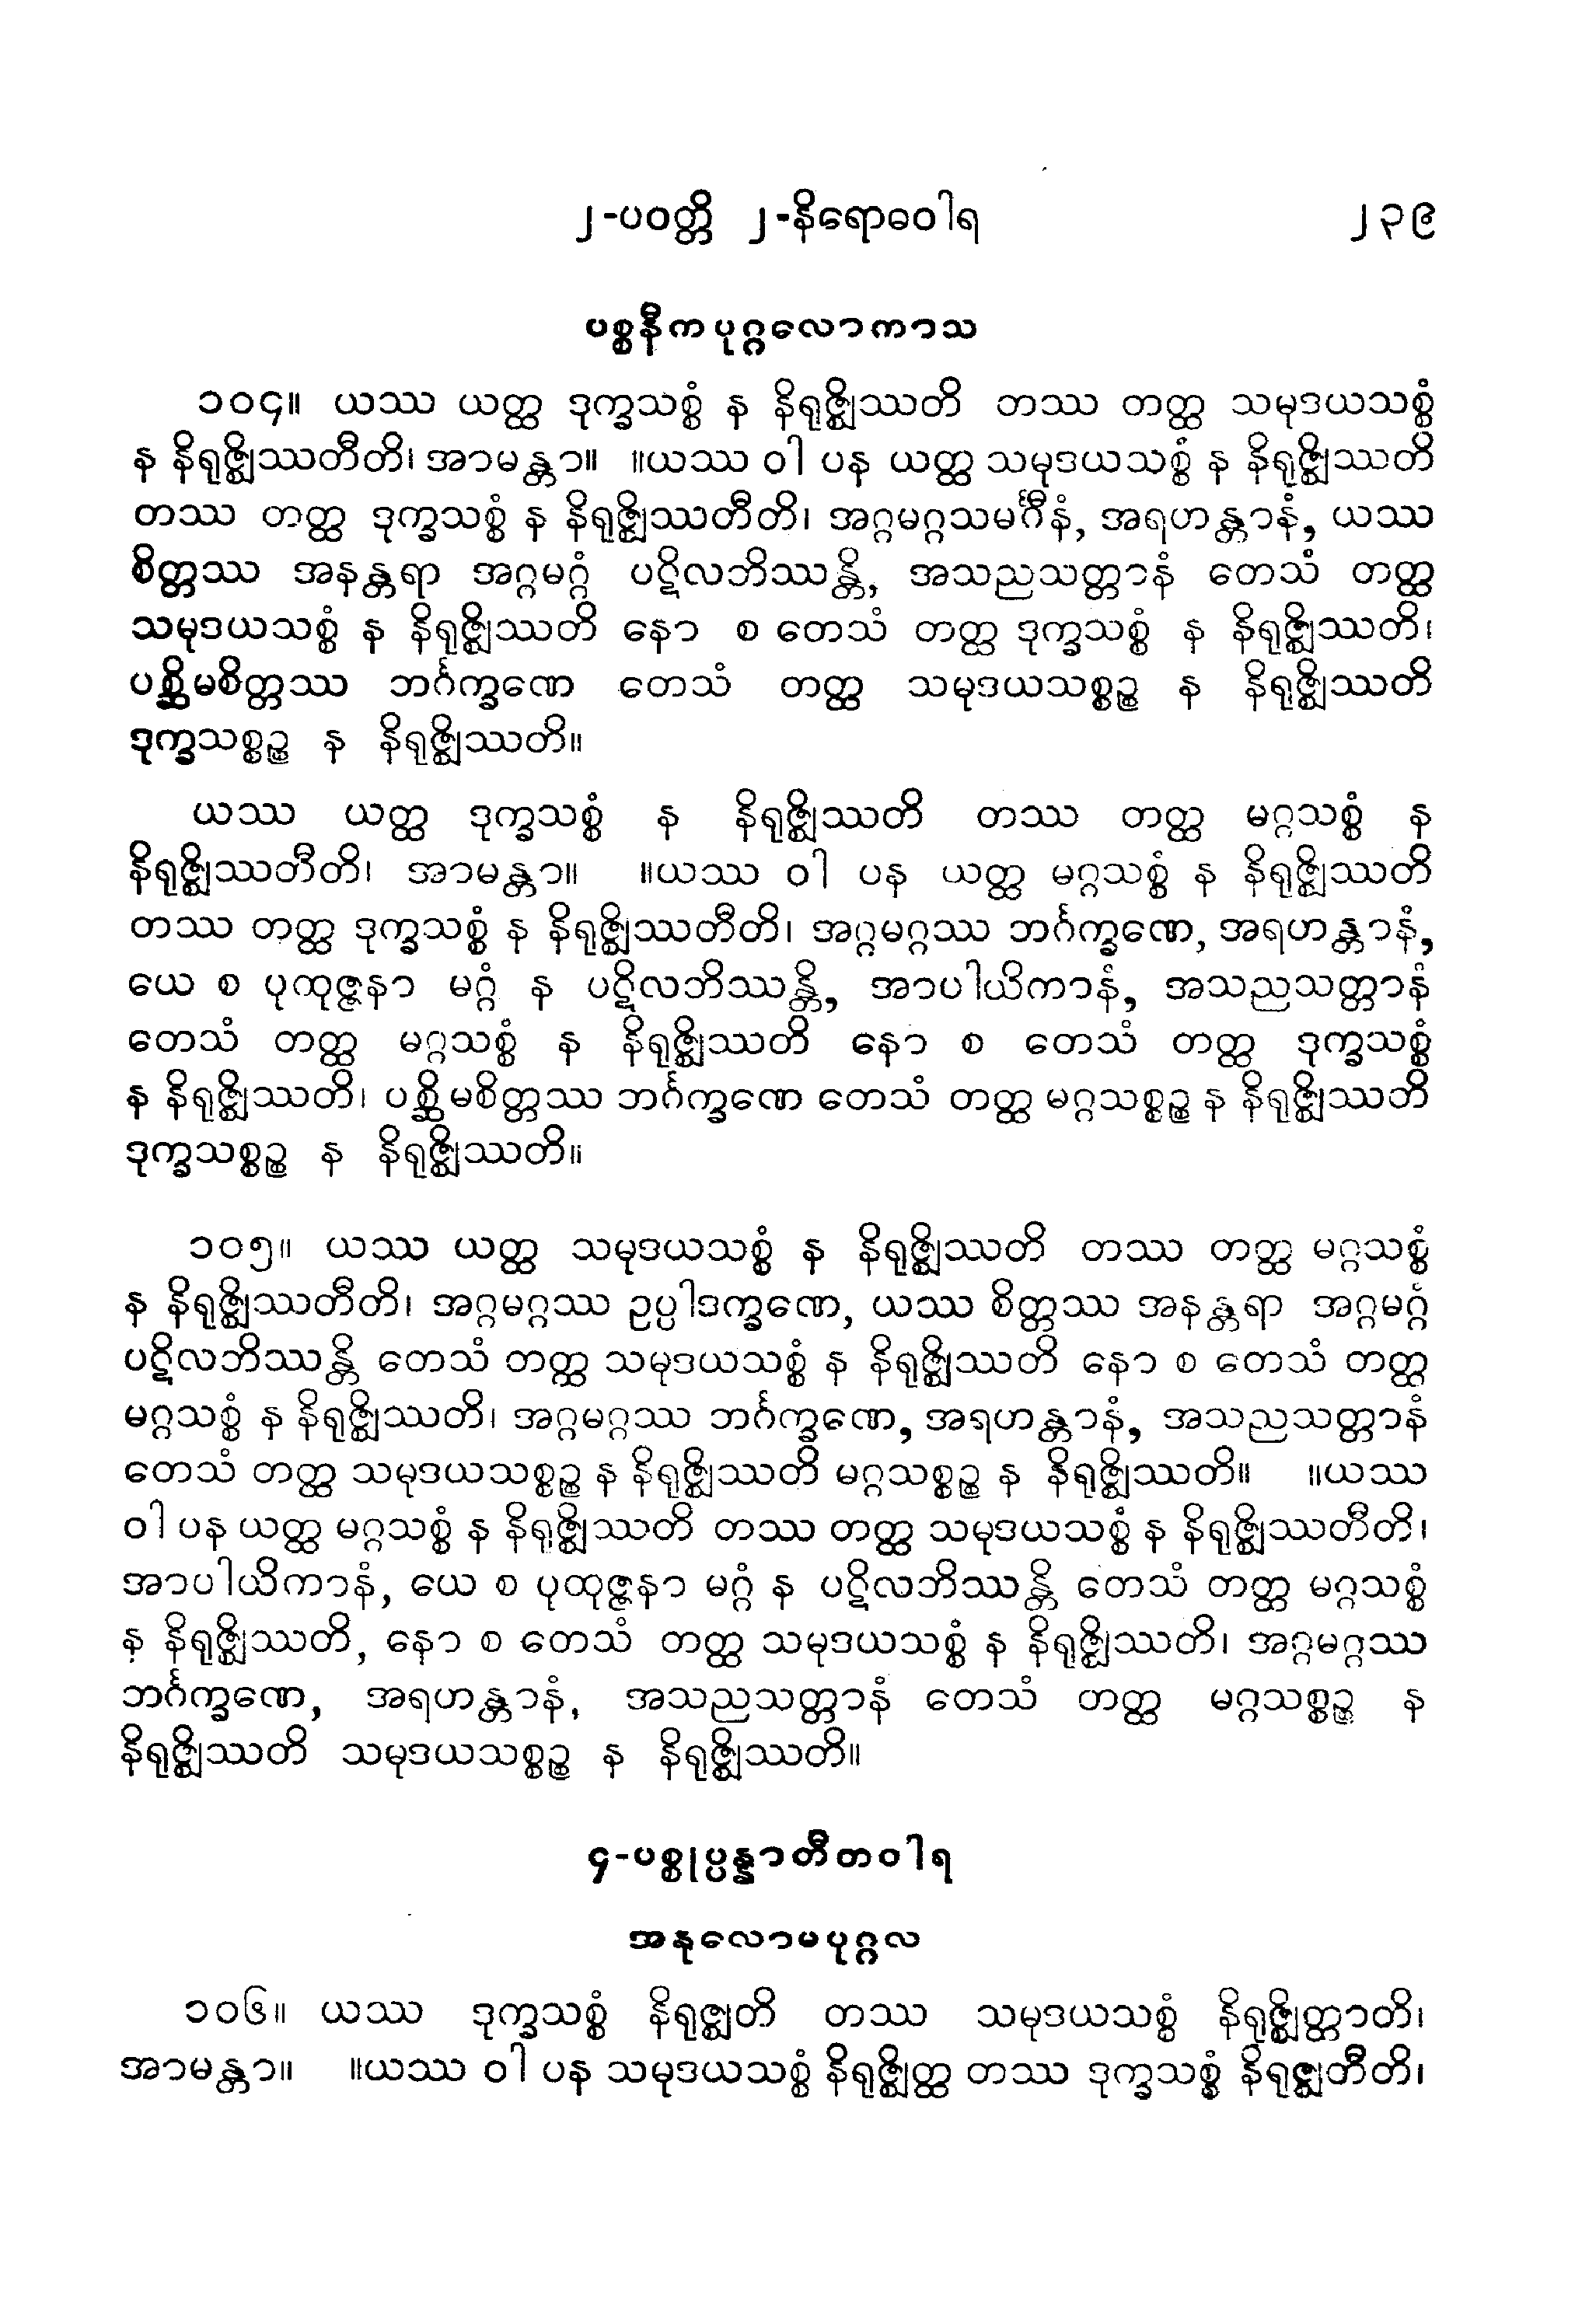 ၂-ပဝတ္တိ ၂-နိရောဓဝါရ ၂၃၉
ပစ္စနီကပုဂ္ဂလောကာသ
၁၀၄။ ယဿ ယတ္ထ ဒုက္ခသစ္စံ န နိရုဇ္ဈိဿတိ တဿ တတ္ထ သမုဒယသစ္စံ
န နိရုဇ္ဈိဿတီတိ၊ အာမန္တာ။ ။ယဿ ဝါ ပန ယတ္ထ သမုဒယသစ္စံ န နိရုဇ္ဈိဿတိ
တဿ တတ္ထ ဒုက္ခသစ္စံ န နိရုဇ္ဈိဿတီတိ၊ အဂ္ဂမဂ္ဂသမင်္ဂီနံ, အရဟန္တာနံ, ယဿ
စိတ္တဿ အနန္တရာ အဂ္ဂမဂ္ဂံ ပဋိလဘိဿန္တိ, အသညသတ္တာနံ တေသံ တတ္ထ
သမုဒယသစ္စံ န နိရုဇ္ဈိဿတိ နော စ တေသံ တတ္ထ ဒုက္ခသစ္စံ န နိရုဇ္ဈိဿတိ၊
ပစ္ဆိမစိတ္တဿ ဘင်္ဂက္ခဏေ တေသံ တတ္ထ သမုဒယသစ္စဉ္စ န နိရုဇ္ဈိဿတိ
ဒုက္ခသစ္စဉ္စ န နိရုဇ္ဈိဿတိ။
ယဿ ယတ္ထ ဒုက္ခသစ္စံ န နိရုဇ္ဈိဿတိ တဿ တတ္ထ မဂ္ဂသစ္စံ န
နိရုဇ္ဈိဿတီတိ၊ အာမန္တာ။ ။ယဿ ဝါ ပန ယတ္ထ မဂ္ဂသစ္စံ န နိရုဇ္ဈိဿတိ
တဿ တတ္ထ ဒုက္ခသစ္စံ န နိရုဇ္ဈိဿတီတိ၊ အဂ္ဂမဂ္ဂဿ ဘင်္ဂက္ခဏေ, အရဟန္တာနံ,
ယေ စ ပုထုဇ္ဇနာ မဂ္ဂံ န ပဋိလဘိဿန္တိ, အာပါယိကာနံ, အသညသတ္တာနံ
တေသံ တတ္ထ မဂ္ဂသစ္စံ န နိရုဇ္ဈိဿတိ နော စ တေသံ တတ္ထ ဒုက္ခသစ္စံ
န နိရုဇ္ဈိဿတိ၊ ပစ္ဆိမစိတ္တဿ ဘင်္ဂက္ခဏေ တေသံ တတ္ထ မဂ္ဂသစ္စဉ္စ န နိရုဇ္ဈိဿတိ
ဒုက္ခသစ္စဉ္စ န နိရုဇ္ဈိဿတိ။
၁၀၅။ ယဿ ယတ္ထ သမုဒယသစ္စံ န နိရုဇ္ဈိဿတိ တဿ တတ္ထ မဂ္ဂသစ္စံ
န နိရုဇ္ဈိဿတီတိ၊ အဂ္ဂမဂ္ဂဿ ဥပ္ပါဒက္ခဏေ, ယဿ စိတ္တဿ အနန္တရာ အဂ္ဂမဂ္ဂံ
ပဋိလဘိဿန္တိ တေသံ တတ္ထ သမုဒယသစ္စံ န နိရုဇ္ဈိဿတိ နော စ တေသံ တတ္ထ
မဂ္ဂသစ္စံ န နိရုဇ္ဈိဿတိ၊ အဂ္ဂမဂ္ဂဿ ဘင်္ဂက္ခဏေ, အရဟန္တာနံ, အသညသတ္တာနံ
တေသံ တတ္ထ သမုဒယသစ္စဉ္စ န နိရုဇ္ဈိဿတိ မဂ္ဂသစ္စဉ္စ န နိရုဇ္ဈိဿတိ။ ။ယဿ
ဝါ ပန ယတ္ထ မဂ္ဂသစ္စံ န နိရုဇ္ဈိဿတိ တဿ တတ္ထ သမုဒယသစ္စံ န နိရုဇ္ဈိဿတီတိ၊
အာပါယိကာနံ, ယေ စ ပုထုဇ္ဇနာ မဂ္ဂံ န ပဋိလဘိဿန္တိ တေသံ တတ္ထ မဂ္ဂသစ္စံ
န နိရုဇ္ဈိဿတိ, နော စ တေသံ တတ္ထ သမုဒယသစ္စံ န နိရုဇ္ဈိဿတိ၊ အဂ္ဂမဂ္ဂဿ
ဘင်္ဂက္ခဏေ, အရဟန္တာနံ, အသညသတ္တာနံ တေသံ တတ္ထ မဂ္ဂသစ္စဉ္စ န
နိရုဇ္ဈိဿတိ သမုဒယသစ္စဉ္စ န နိရုဇ္ဈိဿတိ။
၄-ပစ္စုပ္ပန္နာတီတဝါရ
အနုလောမပုဂ္ဂလ
၁၀၆။ ယဿ ဒုက္ခသစ္စံ နိရုဇ္ဈတိ တဿ သမုဒယသစ္စံ နိရုဇ္ဈိတ္ထာတိ၊
အာမန္တာ။ ။ယဿ ဝါ ပန သမုဒယသစ္စံ နိရုဇ္ဈိတ္ထ တဿ ဒုက္ခသစ္စံ နိရုဇ္ဈတီတိ၊